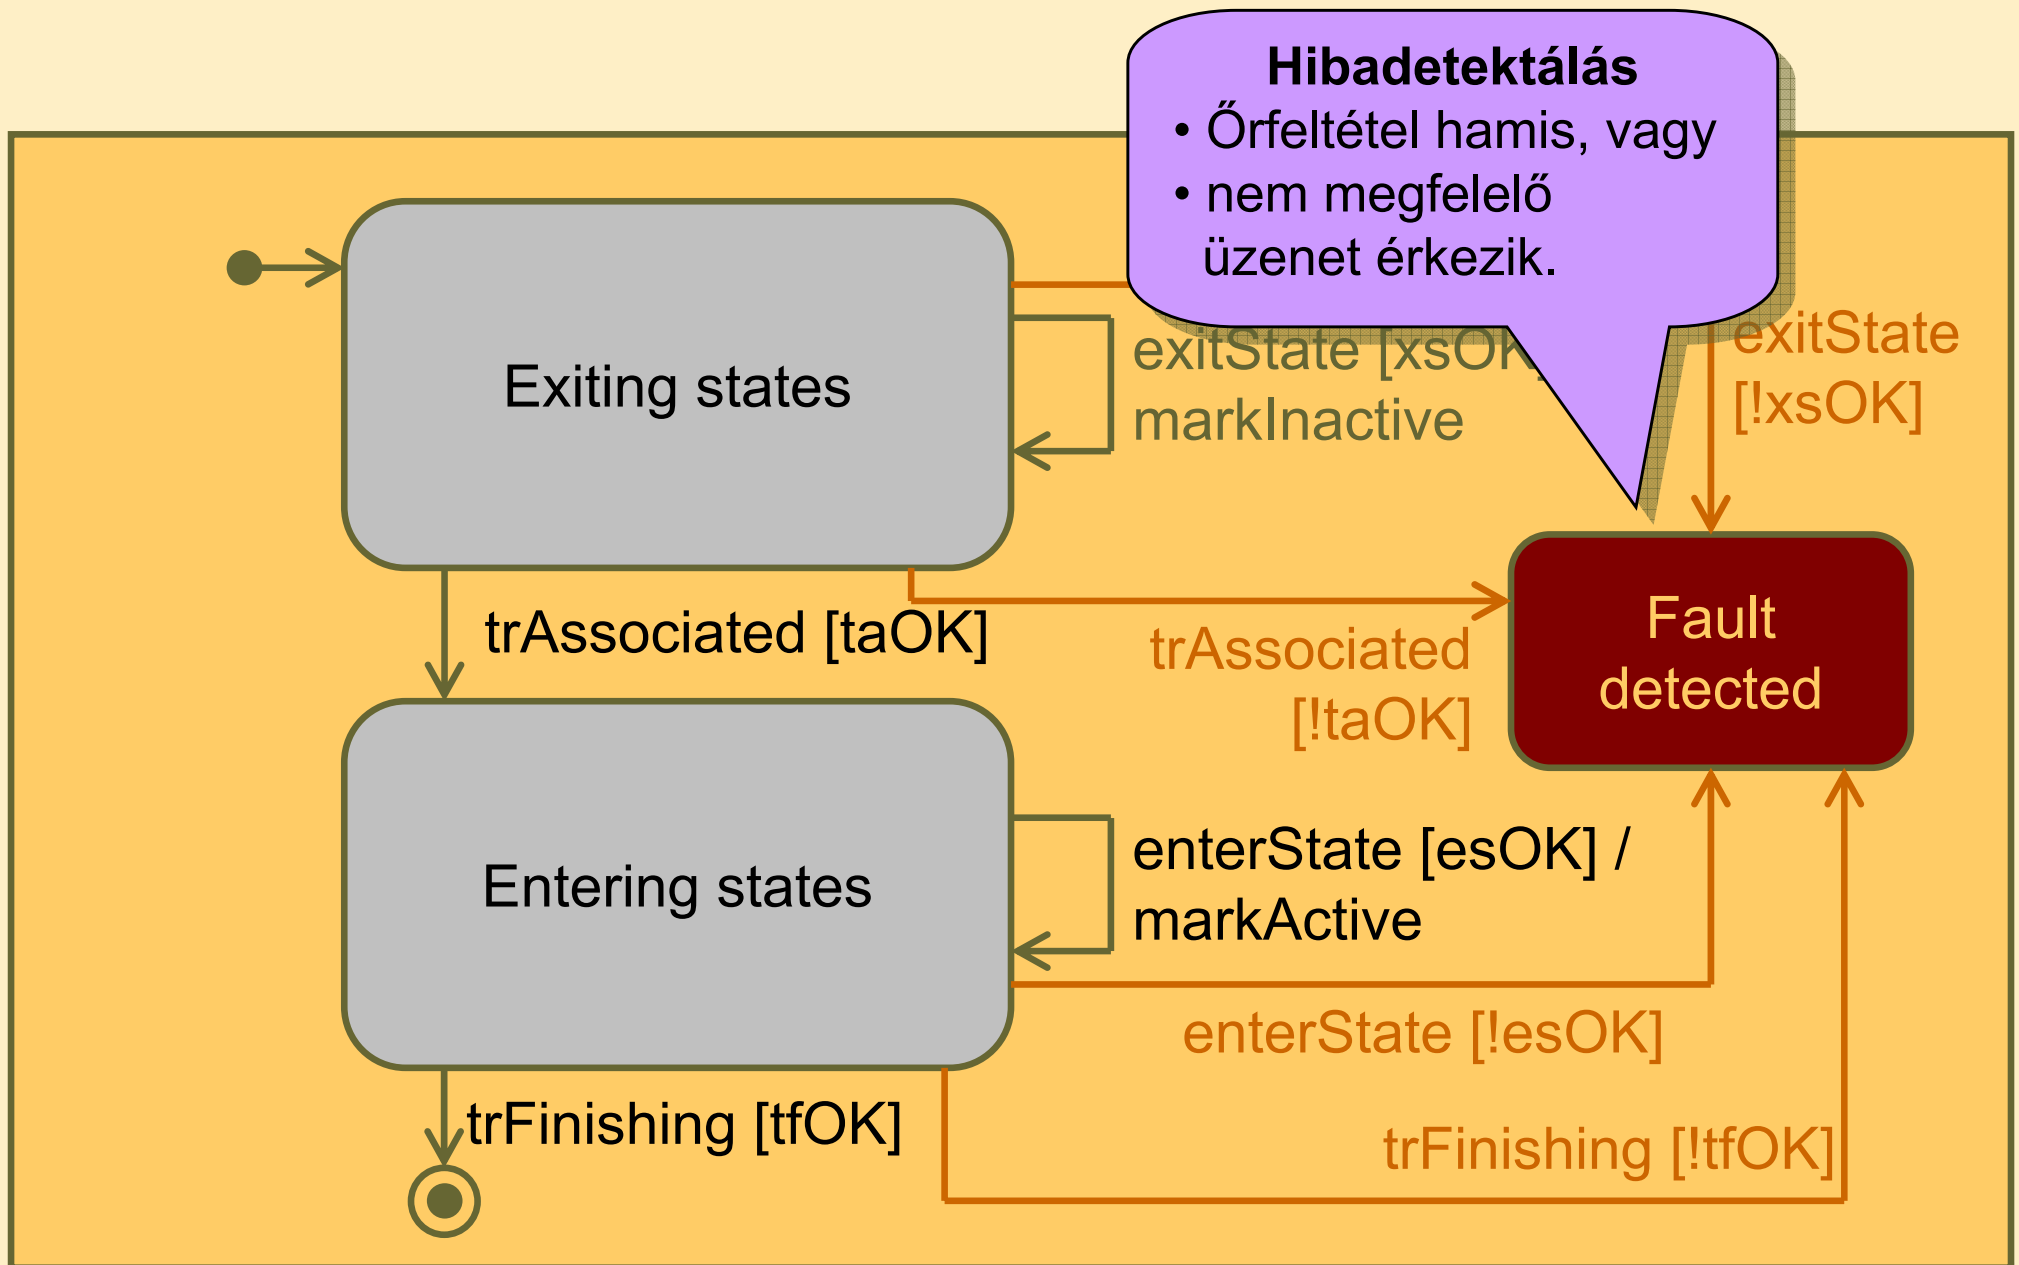 Hibadetektálás
• Őrfeltétel hamis, vagy
• nem megfelelő
üzenet érkezik.
Exiting states
exitState [xsOK
markInactive
exitState
[!xsOK]
trAssociated [taOK]
trAssociated
[!taOK]
Fault
detected
Entering states
enterState [esOK] /
markActive
enterState [!esOK]
trFinishing [tfOK]
trFinishing [!tfOK]